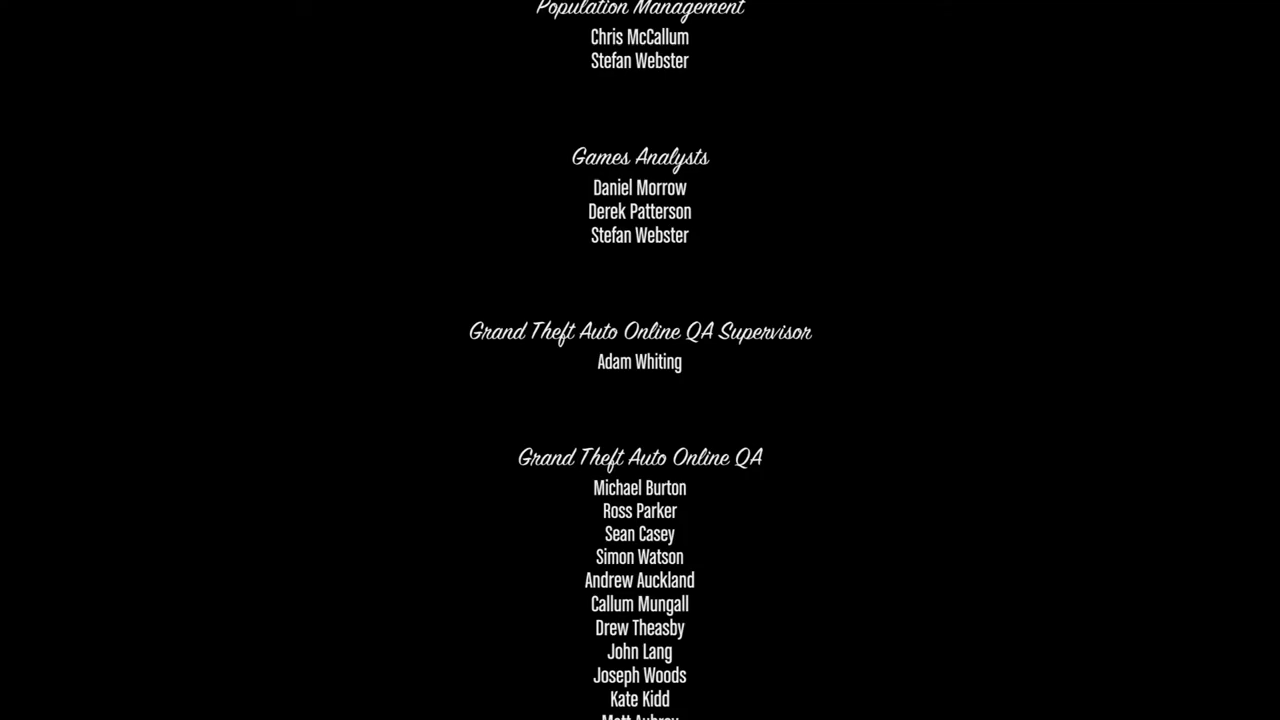 Population Management
Chris McCallum
Stefan Webster
Games Analysts
Daniel Morrow
Derek Patterson
Stefan Webster
Grand Theft Auto Online QA Supervisor
Adam Whiting
Grand Theft Auto Online QA
Michael Burton
Ross Parker
Sean Casey
Simon Watson
Andrew Auckland
Callum Mungall
Drew Theasby
John Lang
Joseph Woods
Kate Kidd